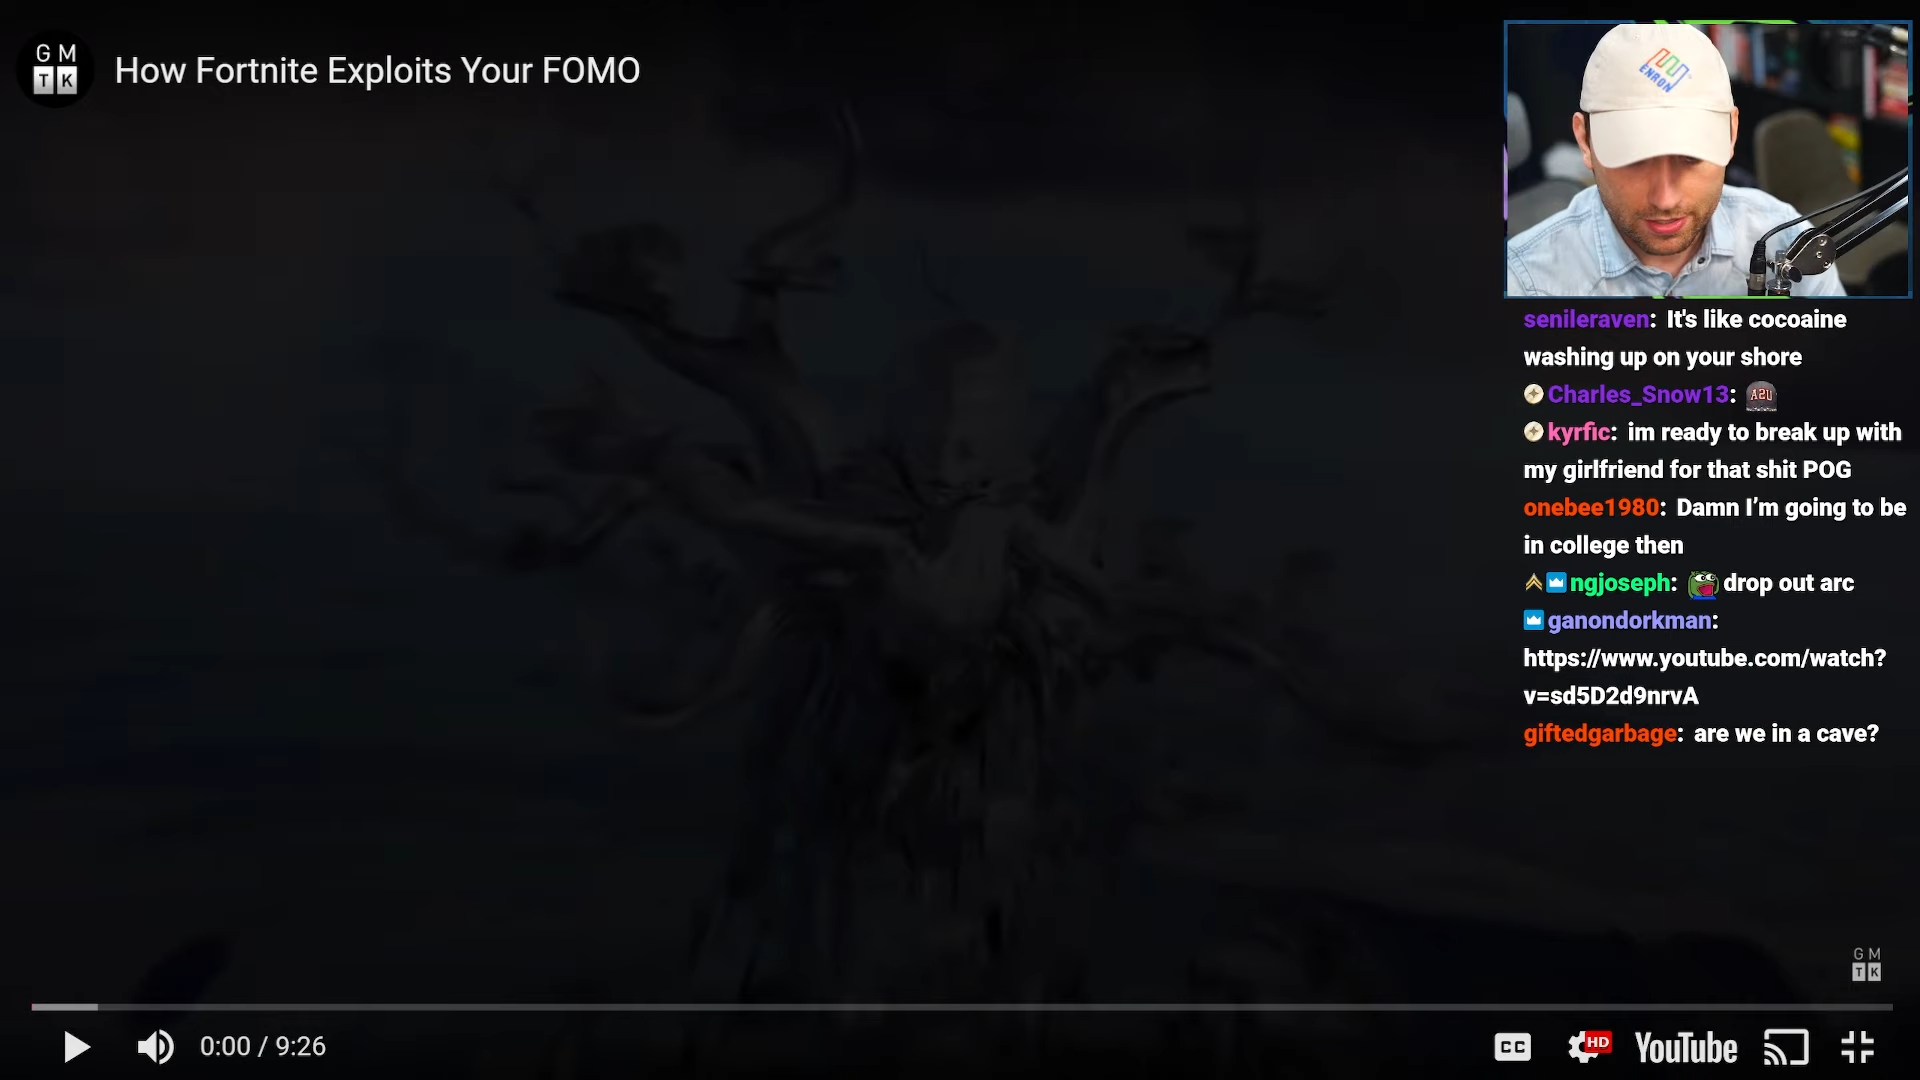 G M
T K
How Fortnite Exploits Your FOMO
ENRON
senileraven: It's like cocoaine
washing up on your shore
Charles_Snow13:
kyrfic: im ready to break up with
my girlfriend for that shit POG
onebee1980: Damn I’m going to be
in college then
ngjoseph: drop out arc
ganondorkman:
https://www.youtube.com/watch?
v=sd5D2d9nrvA
giftedgarbage: are we in a cave?
G M
T K
0:00 / 9:26
CC
HD
YouTube